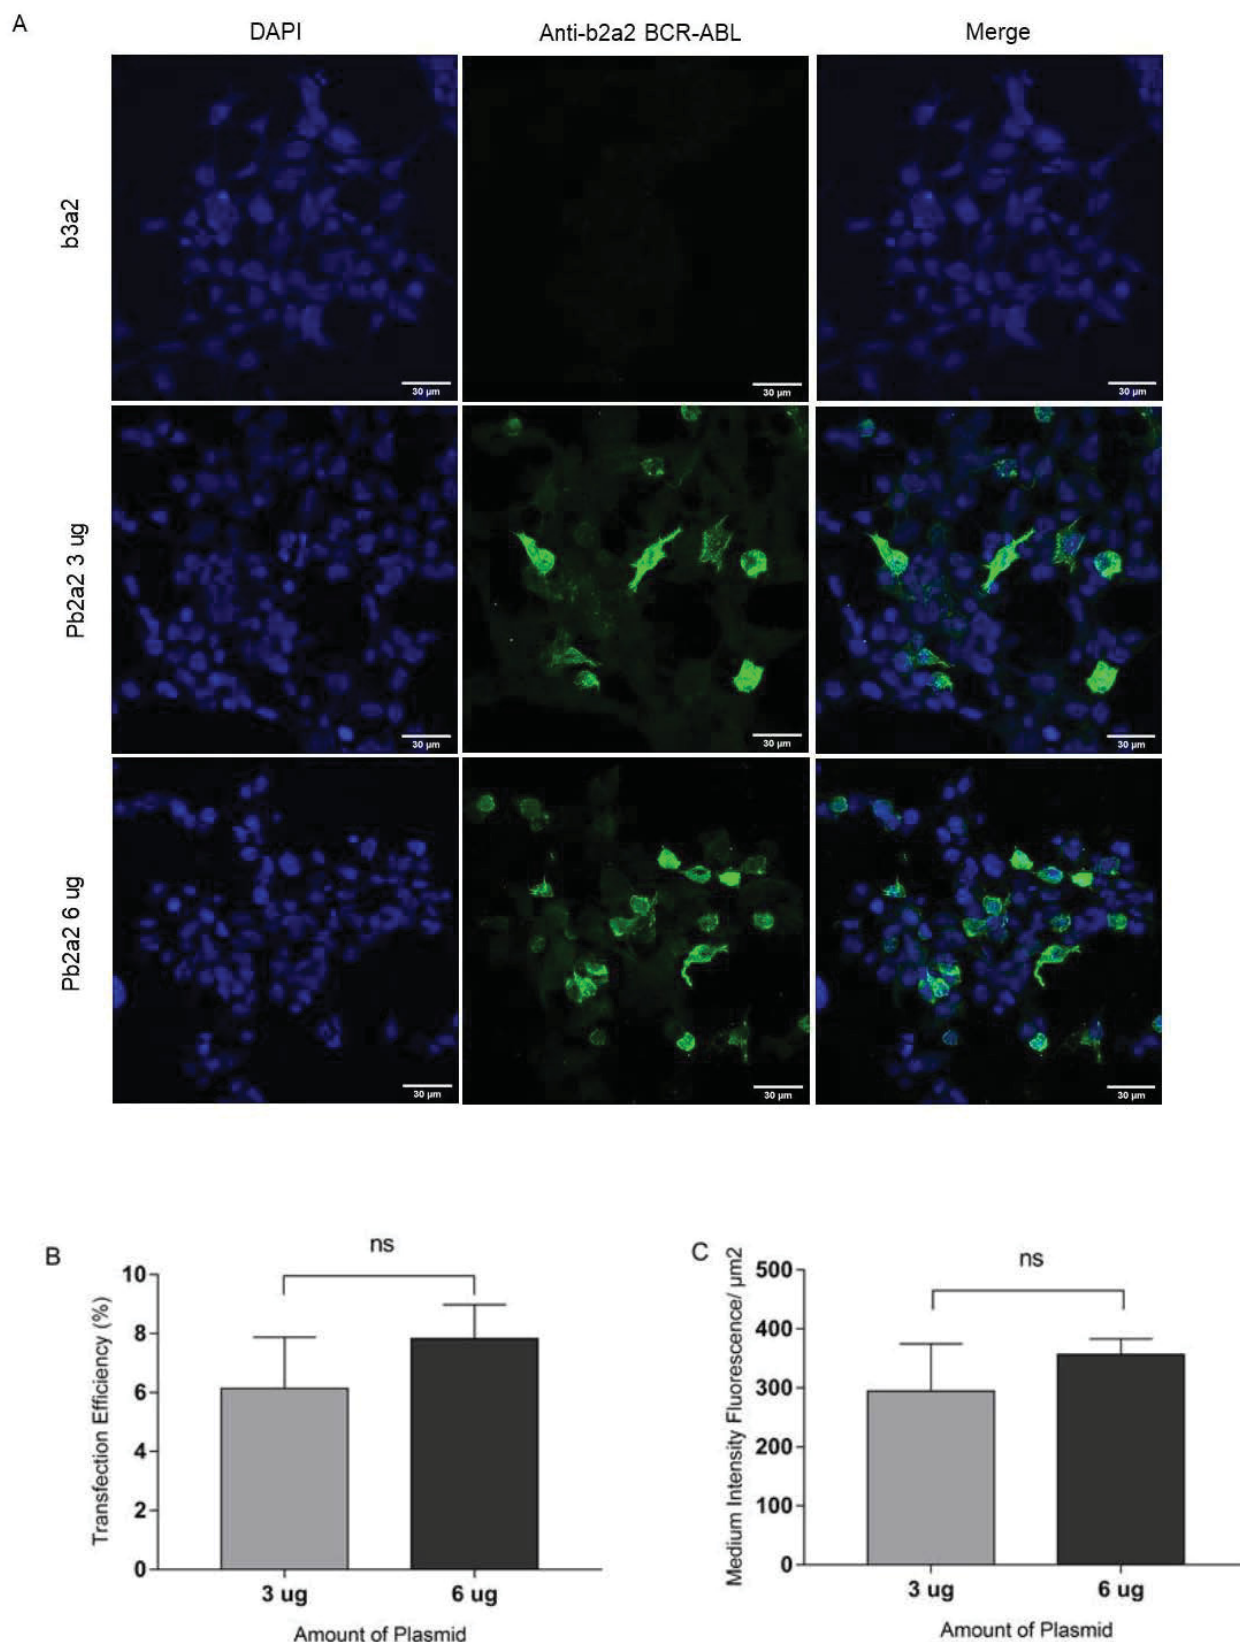 A
DAPI
Anti-b2a2 BCR-ABL
Merge
b3a2
30 µm
30 µm
30 µm
Pb2a2 3 ug
30 µm
30 µm
30 µm
Pb2a2 6 ug
30 µm
30 µm
30 µm
B
ns
Transfection Efficiency (%)
10
8
6
4
2
0
3 ug
6 ug
Amount of Plasmid
C
ns
Medium Intensity Fluorescence/ µm2
500
400
300
200
100
0
3 ug
6 ug
Amount of Plasmid